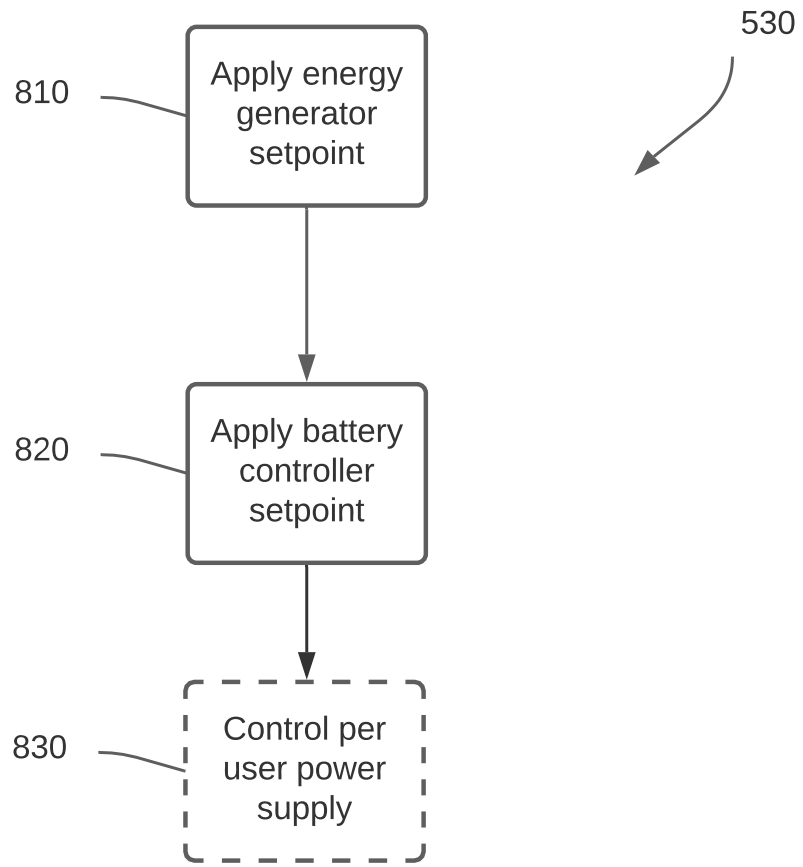 530
810
Apply energy
generator
setpoint
820
Apply battery
controller
setpoint
830
Control per
user power
supply